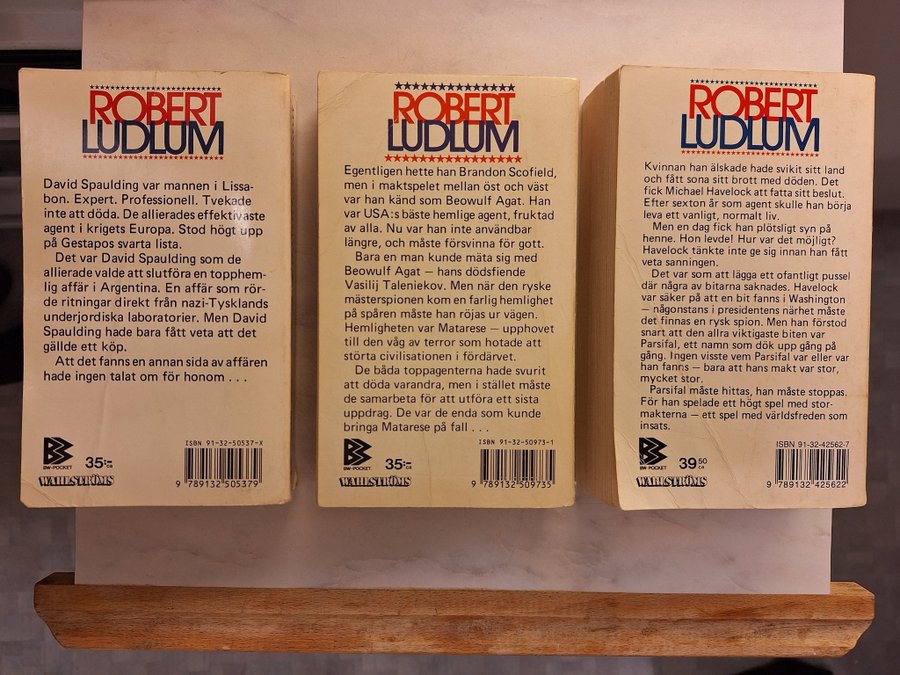 ROBERT
LUDLUM
David Spaulding var mannen i Lissa-
bon. Expert. Professionell. Tvekade
inte att döda. De allierades effektivaste
agent i krigets Europa. Stod högt upp
på Gestapos svarta lista.
Det var David Spaulding som de
allierade valde att slutföra en topphem-
lig affär i Argentina. En affär som rör-
de ritningar direkt från nazi-Tysklands
underjordiska laboratorier. Men David
Spaulding hade bara fått veta att det
gällde ett köp.
Att det fanns en annan sida av affären
hade ingen talat om för honom . . .
BW-POCKET
35:-
ca
WAHLSTRÖMS
ISBN 91-32-50537-X
9 789132 505379
ROBERT
LUDLUM
Egentligen hette han Brandon Scofield,
men i maktspelet mellan öst och väst
var han känd som Beowulf Agat. Han
var USA:s bäste hemlige agent, fruktad
av alla. Nu var han inte användbar
längre, och måste försvinna för gott.
Bara en man kunde mäta sig med
Beowulf Agat – hans dödsfiende
Vasilij Taleniekov. Men när den ryske
mästerspionen kom en farlig hemlighet
på spåren måste han röjas ur vägen.
Hemligheten var Matarese – upphovet
till den våg av terror som hotade att
störta civilisationen i fördärvet.
De båda toppagenterna hade svurit
att döda varandra, men i stället måste
de samarbeta för att utföra ett sista
uppdrag. De var de enda som kunde
bringa Matarese på fall . . .
BW-POCKET
35:-
ca
WAHLSTRÖMS
ISBN 91-32-50973-1
9 789132 509735
ROBERT
LUDLUM
Kvinnan han älskade hade svikit sitt land
och fått sona sitt brott med döden. Det
fick Michael Havelock att fatta sitt beslut.
Efter sexton år som agent skulle han börja
leva ett vanligt, normalt liv.
Men en dag fick han plötsligt syn på
henne. Hon levde! Hur var det möjligt?
Havelock tänkte inte ge sig innan han fått
veta sanningen.
Det var som att lägga ett ofantligt pussel
där några av bitarna saknades. Havelock
var säker på att en bit fanns i Washington
– någonstans i presidentens närhet måste
det finnas en rysk spion. Men han förstod
snart att den allra viktigaste biten var
Parsifal, ett namn som dök upp gång på
gång. Ingen visste vem Parsifal var eller var
han fanns – bara att hans makt var stor,
mycket stor.
Parsifal måste hittas, han måste stoppas.
För han spelade ett högt spel med stor-
makterna – ett spel med världsfreden som
insats.
BW-POCKET
39 50
ca
WAHLSTRÖMS
ISBN 91-32-42562-7
9 789132 425622